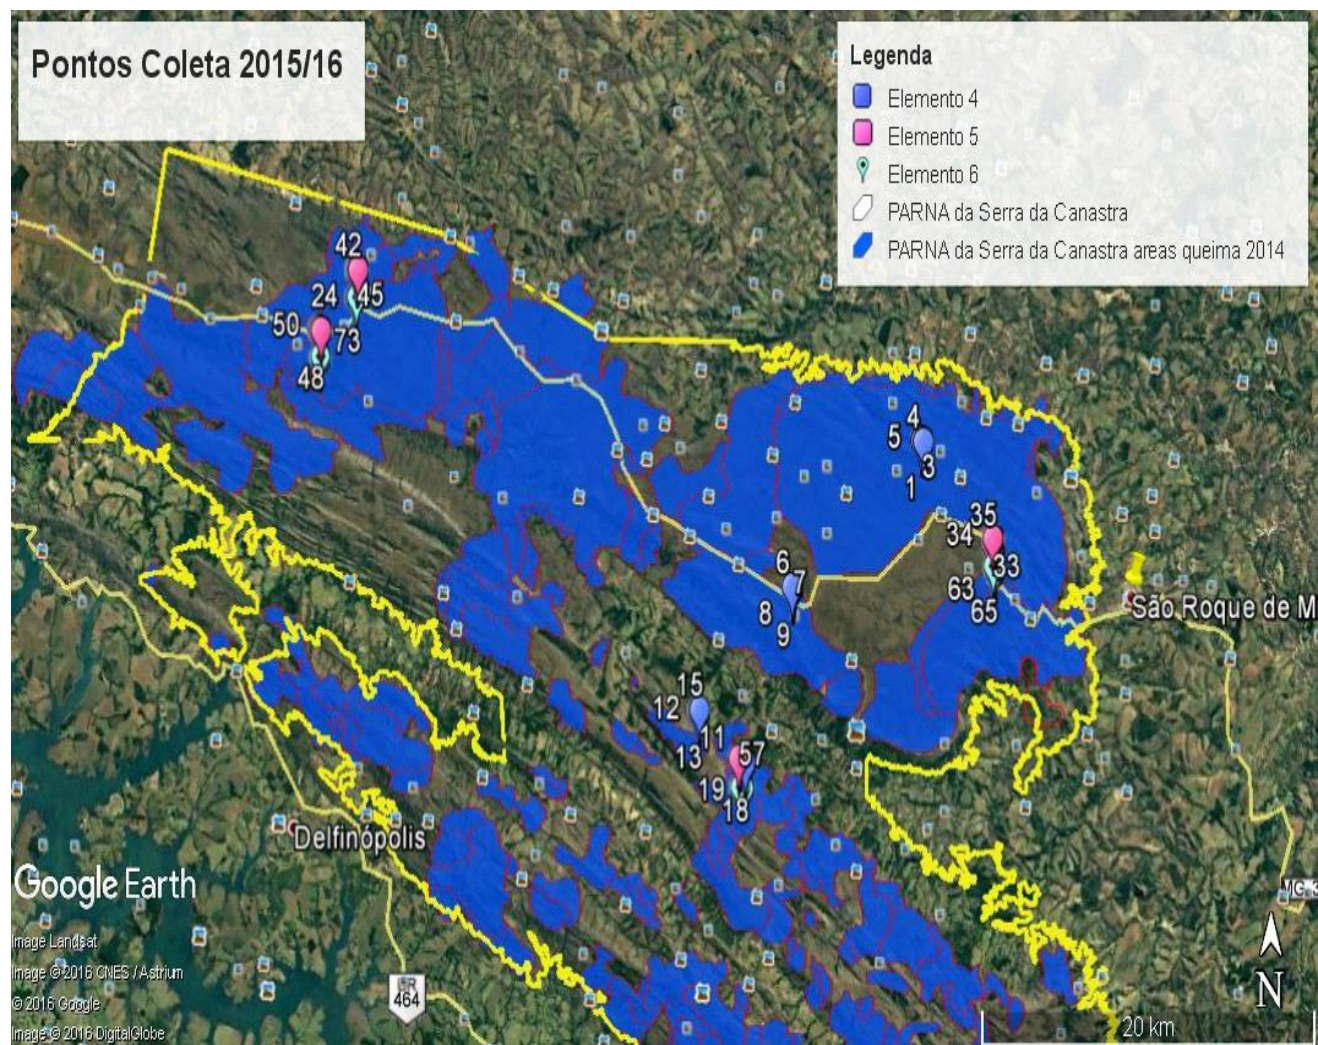 Pontos Coleta 2015/16
Legenda
Elemento 4
Elemento 5
Elemento 6
PARNA da Serra da Canastra
PARNA da Serra da Canastra areas queima 2014
42
24
45
50
73
48
4
5
3
1
35
34
33
63
65
6
7
8
9
São Roque de M
15
12
11
13
57
19
18
Delfinópolis
Google Earth
Image Landsat
Image © 2016 CNES / Astrium
© 2016 Google
Image © 2016 DigitalGlobe
BR
464
N
20 km